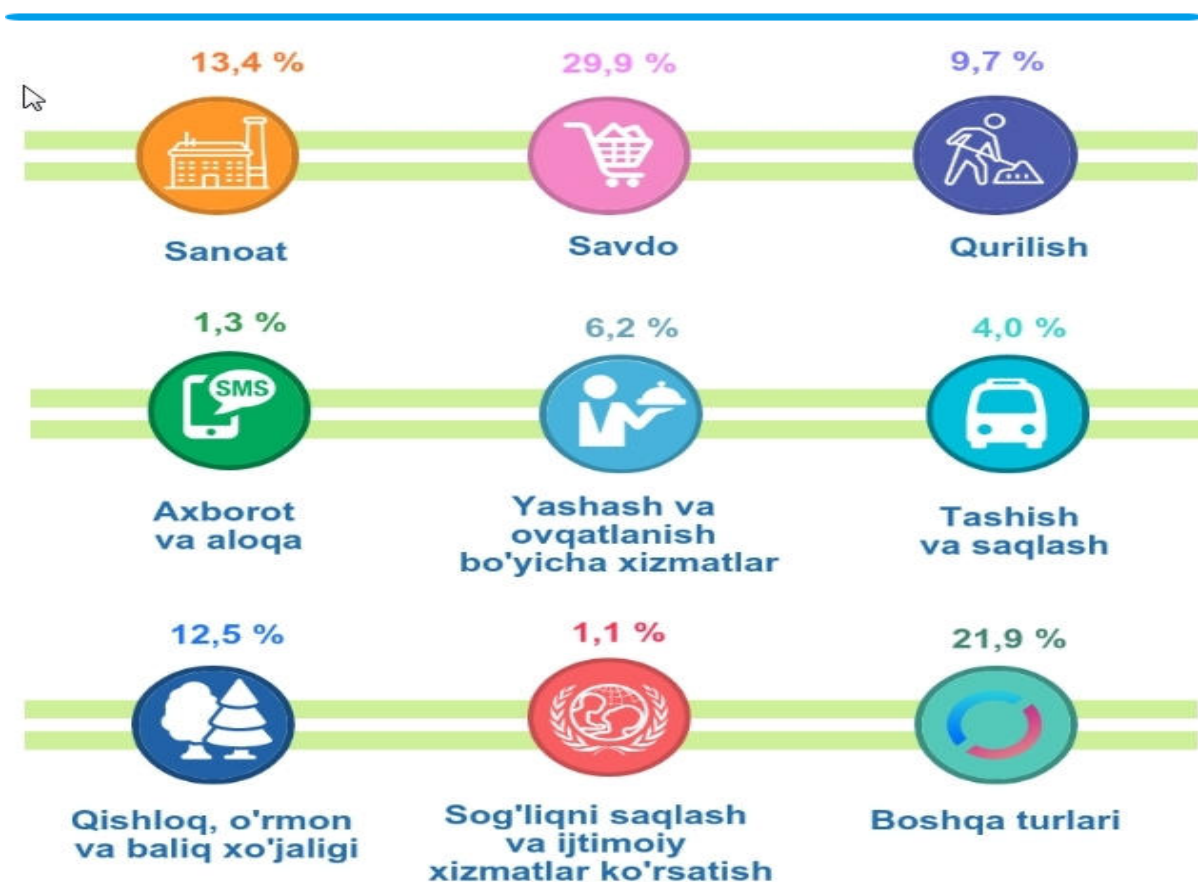 13,4 %
29,9 %
9,7 %
Sanoat
Savdo
Qurilish
1,3 %
6,2 %
4,0 %
SMS
Axborot
va aloqa
Yashash va
ovqatlanish
bo'yicha xizmatlar
Tashish
va saqlash
12,5 %
1,1 %
21,9 %
Qishloq, o'rmon
va baliq xo'jaligi
Sog'liqni saqlash
va ijtimoiy
xizmatlar ko'rsatish
Boshqa turlari